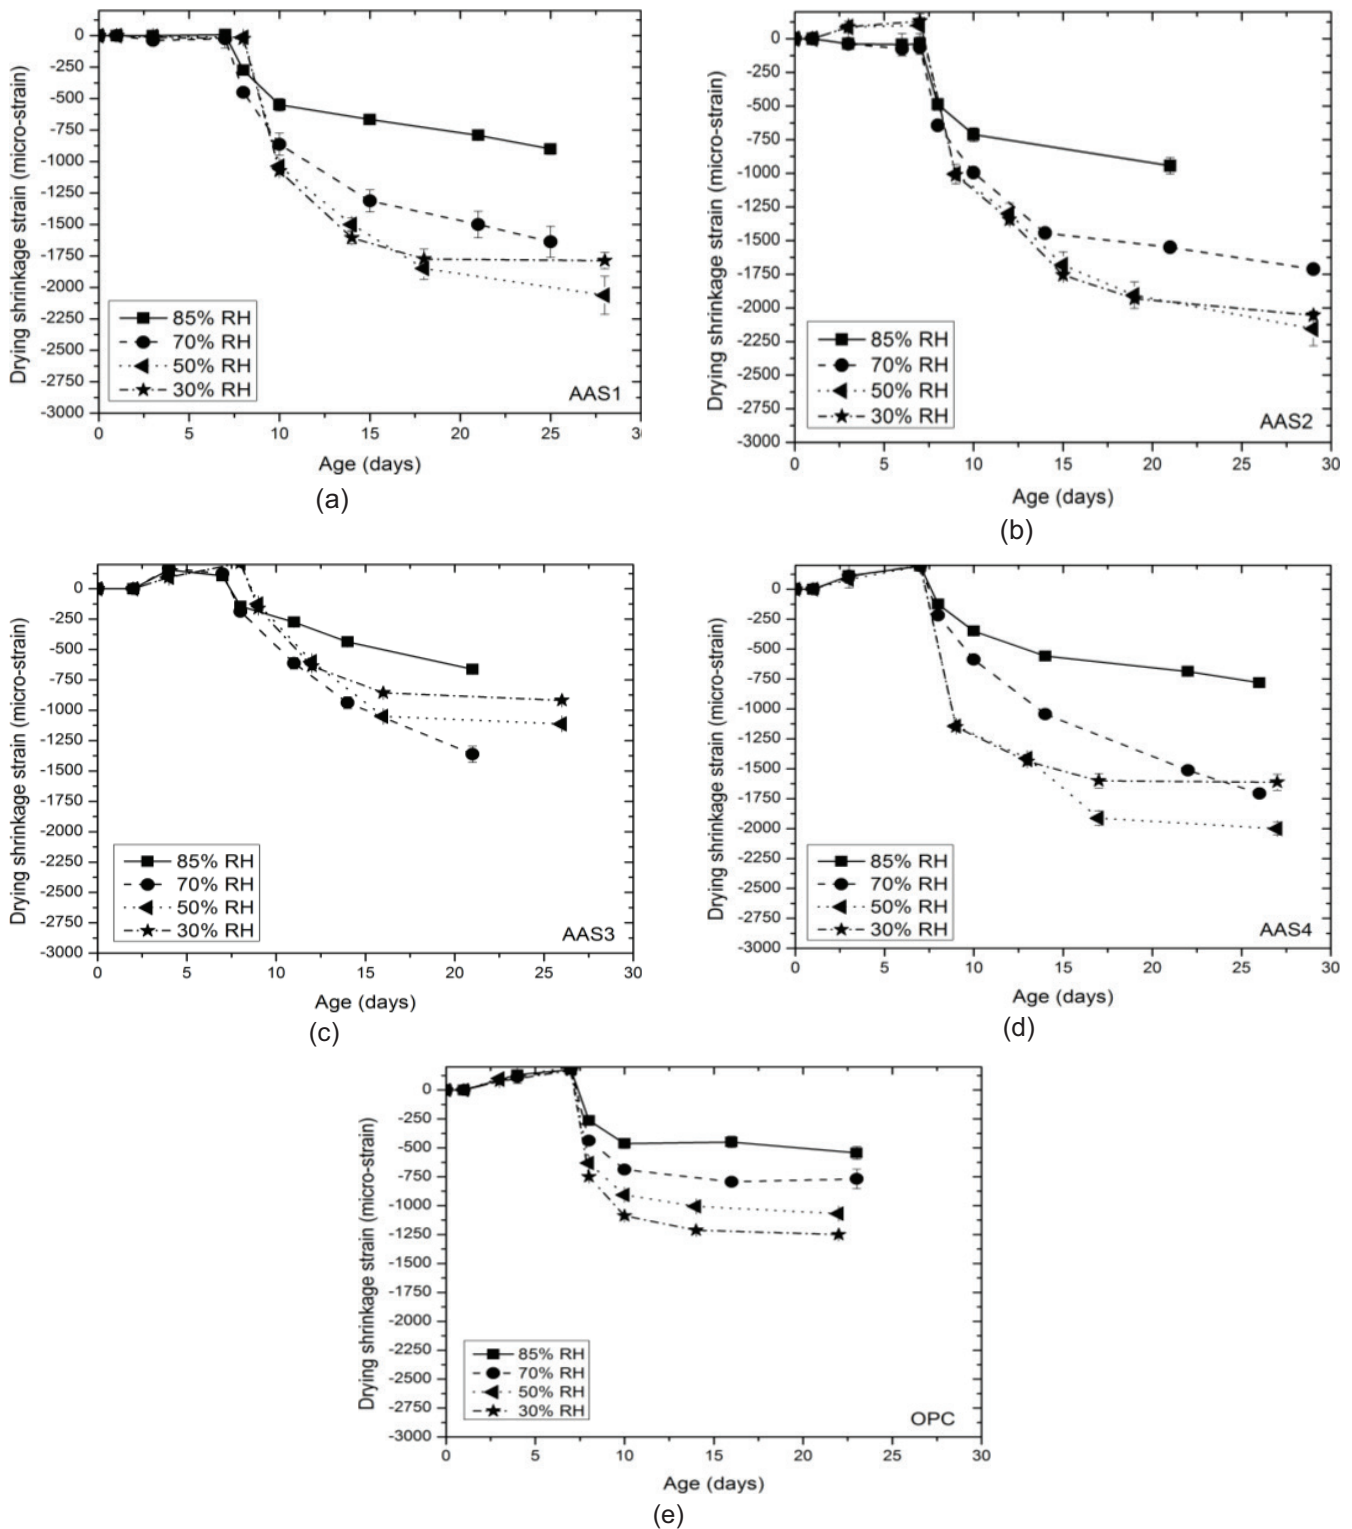 0
-250
-500
-750
-1000
-1250
-1500
-1750
-2000
-2250
-2500
-2750
-3000
Drying shrinkage strain (micro-strain)
85% RH
70% RH
50% RH
30% RH
AAS1
0 5 10 15 20 25 3(
Age (days)
(a)
0
-250
-500
-750
-1000
-1250
-1500
-1750
-2000
-2250
-2500
-2750
-3000
Drying shrinkage strain (micro-strain)
85% RH
70% RH
50% RH
30% RH
AAS2
0 5 10 15 20 25 30
Age (days)
(b)
0
-250
-500
-750
-1000
-1250
-1500
-1750
-2000
-2250
-2500
-2750
-3000
Drying shrinkage strain (micro-strain)
85% RH
70% RH
50% RH
30% RH
AAS3
0 5 10 15 20 25 30
Age (days)
(c)
0
-250
-500
-750
-1000
-1250
-1500
-1750
-2000
-2250
-2500
-2750
-3000
Drying shrinkage strain (micro-strain)
85% RH
70% RH
50% RH
30% RH
AAS4
0 5 10 15 20 25 30
Age (days)
(d)
0
-250
-500
-750
-1000
-1250
-1500
-1750
-2000
-2250
-2500
-2750
-3000
Drying shrinkage strain (micro-strain)
85% RH
70% RH
50% RH
30% RH
OPC
0 5 10 15 20 25 30
Age (days)
(e)